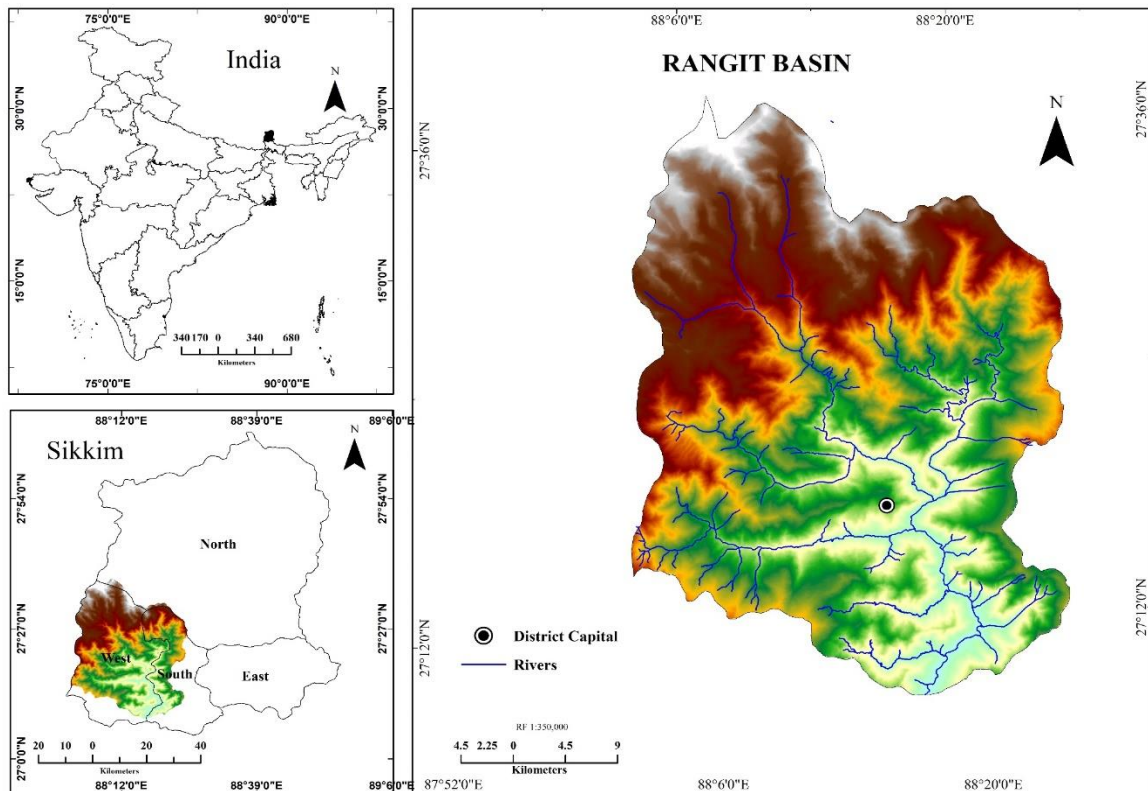 75°0'0"E 90°0'0"E
India
N
30°0'0"N
30°0'0"N
15°0'0"N
15°0'0"N
340 170 0 340 680
Kilometers
75°0'0"E 90°0'0"E
88°12'0"E 88°39'0"E 89°6'0"E
Sikkim
N
27°54'0"N
27°54'0"N
North
27°27'0"N
27°27'0"N
West
South
East
27°0'0"N
27°0'0"N
20 10 0 20 40
Kilometers
88°12'0"E 88°39'0"E 89°6'0"E
88°6'0"E 88°20'0"E
RANGIT BASIN
N
27°36'0"N
27°36'0"N
27°12'0"N
27°12'0"N
District Capital
Rivers
RF 1:350,000
4.5 2.25 0 4.5 9
Kilometers
87°52'0"E 88°6'0"E 88°20'0"E